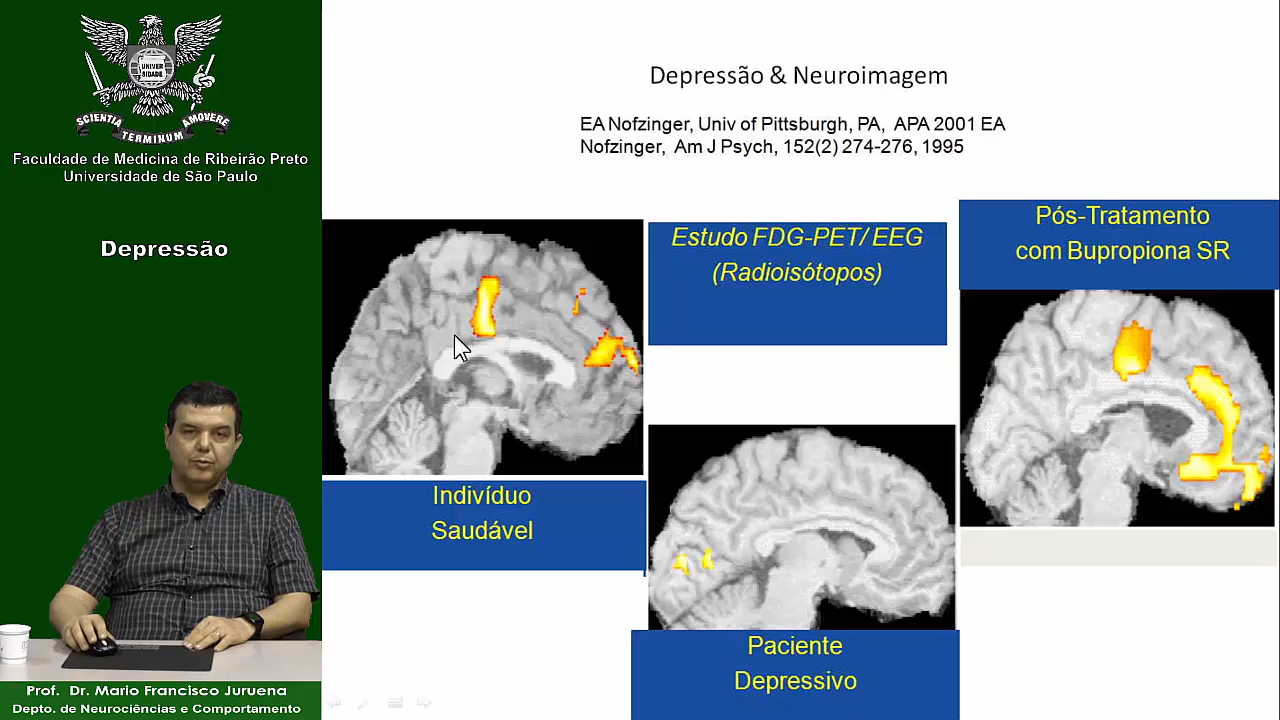 UNIVER
SIDADE
SCIENTIA
TERMINUM
AMOVERE
Faculdade de Medicina de Ribeirão Preto
Universidade de São Paulo
Depressão
Prof. Dr. Mario Francisco Juruena
Depto. de Neurociências e Comportamento
Depressão & Neuroimagem
EA Nofzinger, Univ of Pittsburgh, PA, APA 2001 EA
Nofzinger, Am J Psych, 152(2) 274-276, 1995
Indivíduo
Saudável
Estudo FDG-PET/ EEG
(Radioisótopos)
Paciente
Depressivo
Pós-Tratamento
com Bupropiona SR